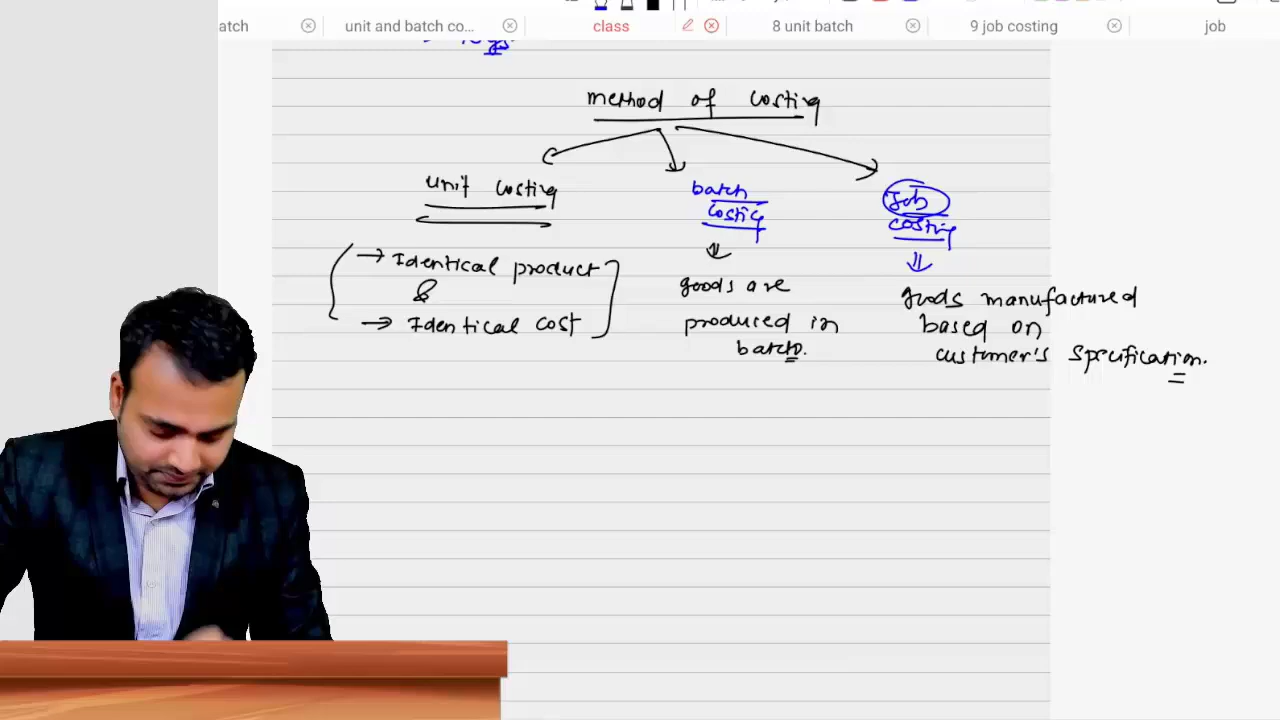 atch
unit and batch co...
class
8 unit batch
9 job costing
job
method of costing
unit costing
batch
costing
Job
costing
→ Identical product
&
→ Identical cost
goods are
produced in
batch.
goods manufactured
based on
customer's specification.